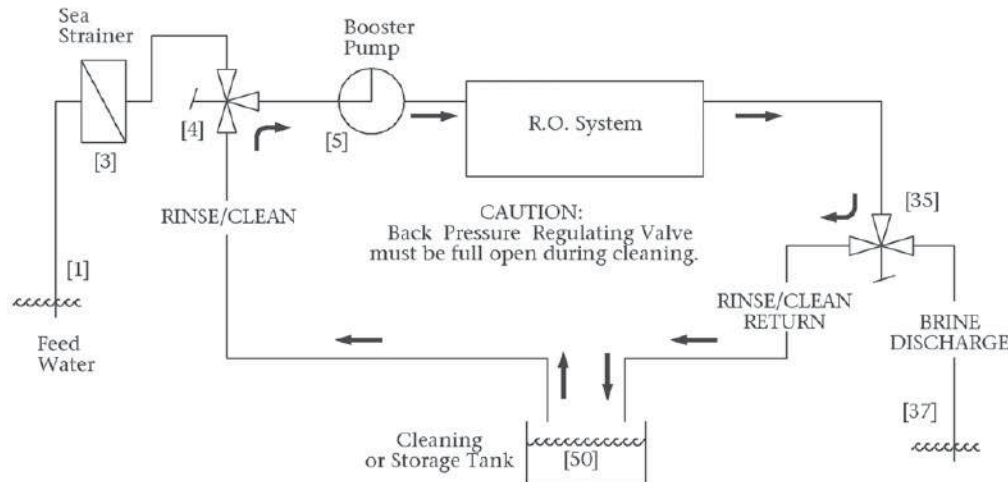 Sea
Strainer
Booster
Pump
[4]
[5]
[3]
R.O. System
[35]
RINSE/CLEAN
CAUTION:
Back Pressure Regulating Valve
must be full open during cleaning.
[1]
RINSE/CLEAN
RETURN
BRINE
DISCHARGE
Feed
Water
[37]
Cleaning
or Storage Tank
[50]